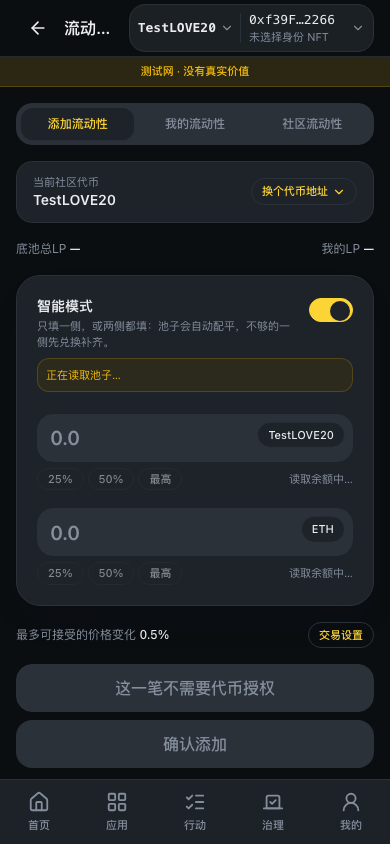 流动...
TestLOVE20
0xf39F…2266
未选择身份 NFT
测试网 · 没有真实价值
添加流动性
我的流动性
社区流动性
当前社区代币
TestLOVE20
换个代币地址
底池总LP —
我的LP —
智能模式
只填一侧，或两侧都填：池子会自动配平，不够的一
侧先兑换补齐。
正在读取池子…
0.0
TestLOVE20
25%
50%
最高
读取余额中…
0.0
ETH
25%
50%
最高
读取余额中…
最多可接受的价格变化 0.5%
交易设置
这一笔不需要代币授权
确认添加
首页
应用
行动
治理
我的